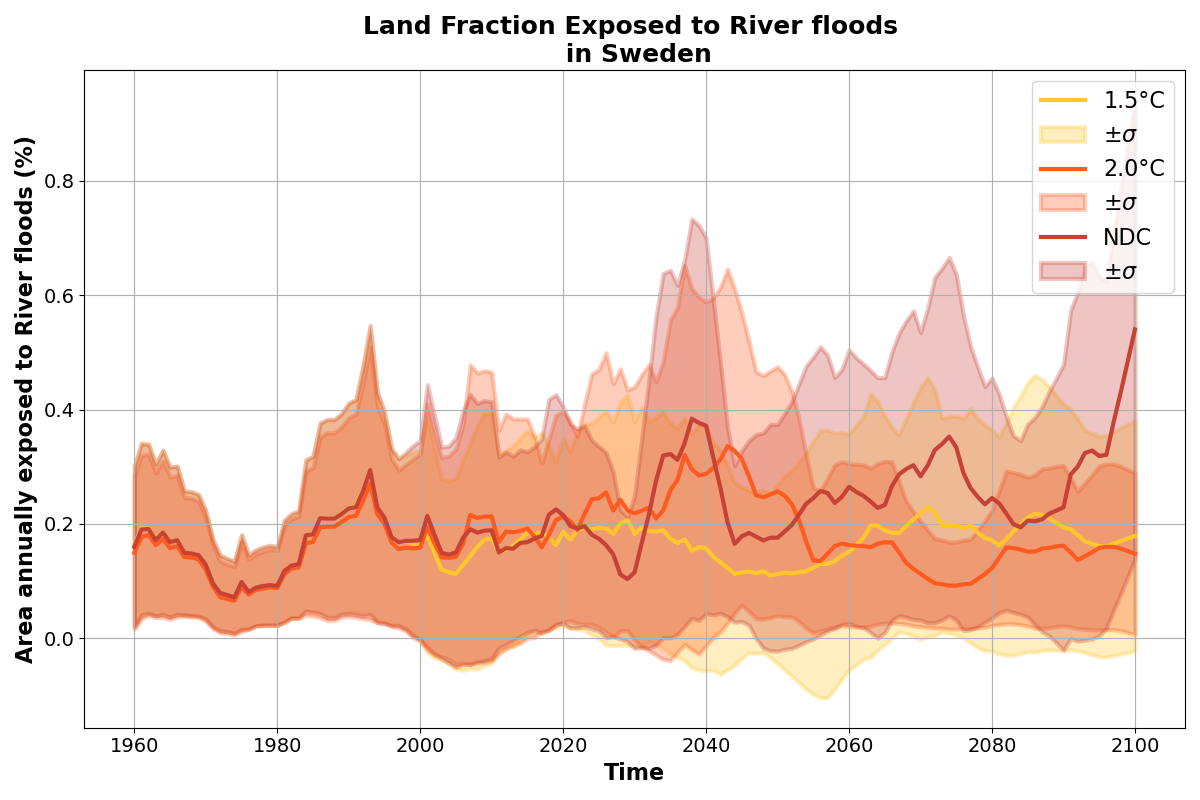 Land Fraction Exposed to River floods
in Sweden
Area annually exposed to River floods (%)
0.8
0.6
0.4
0.2
0.0
1960
1980
2000
2020
2040
2060
2080
2100
Time
1.5°C
±σ
2.0°C
±σ
NDC
±σ